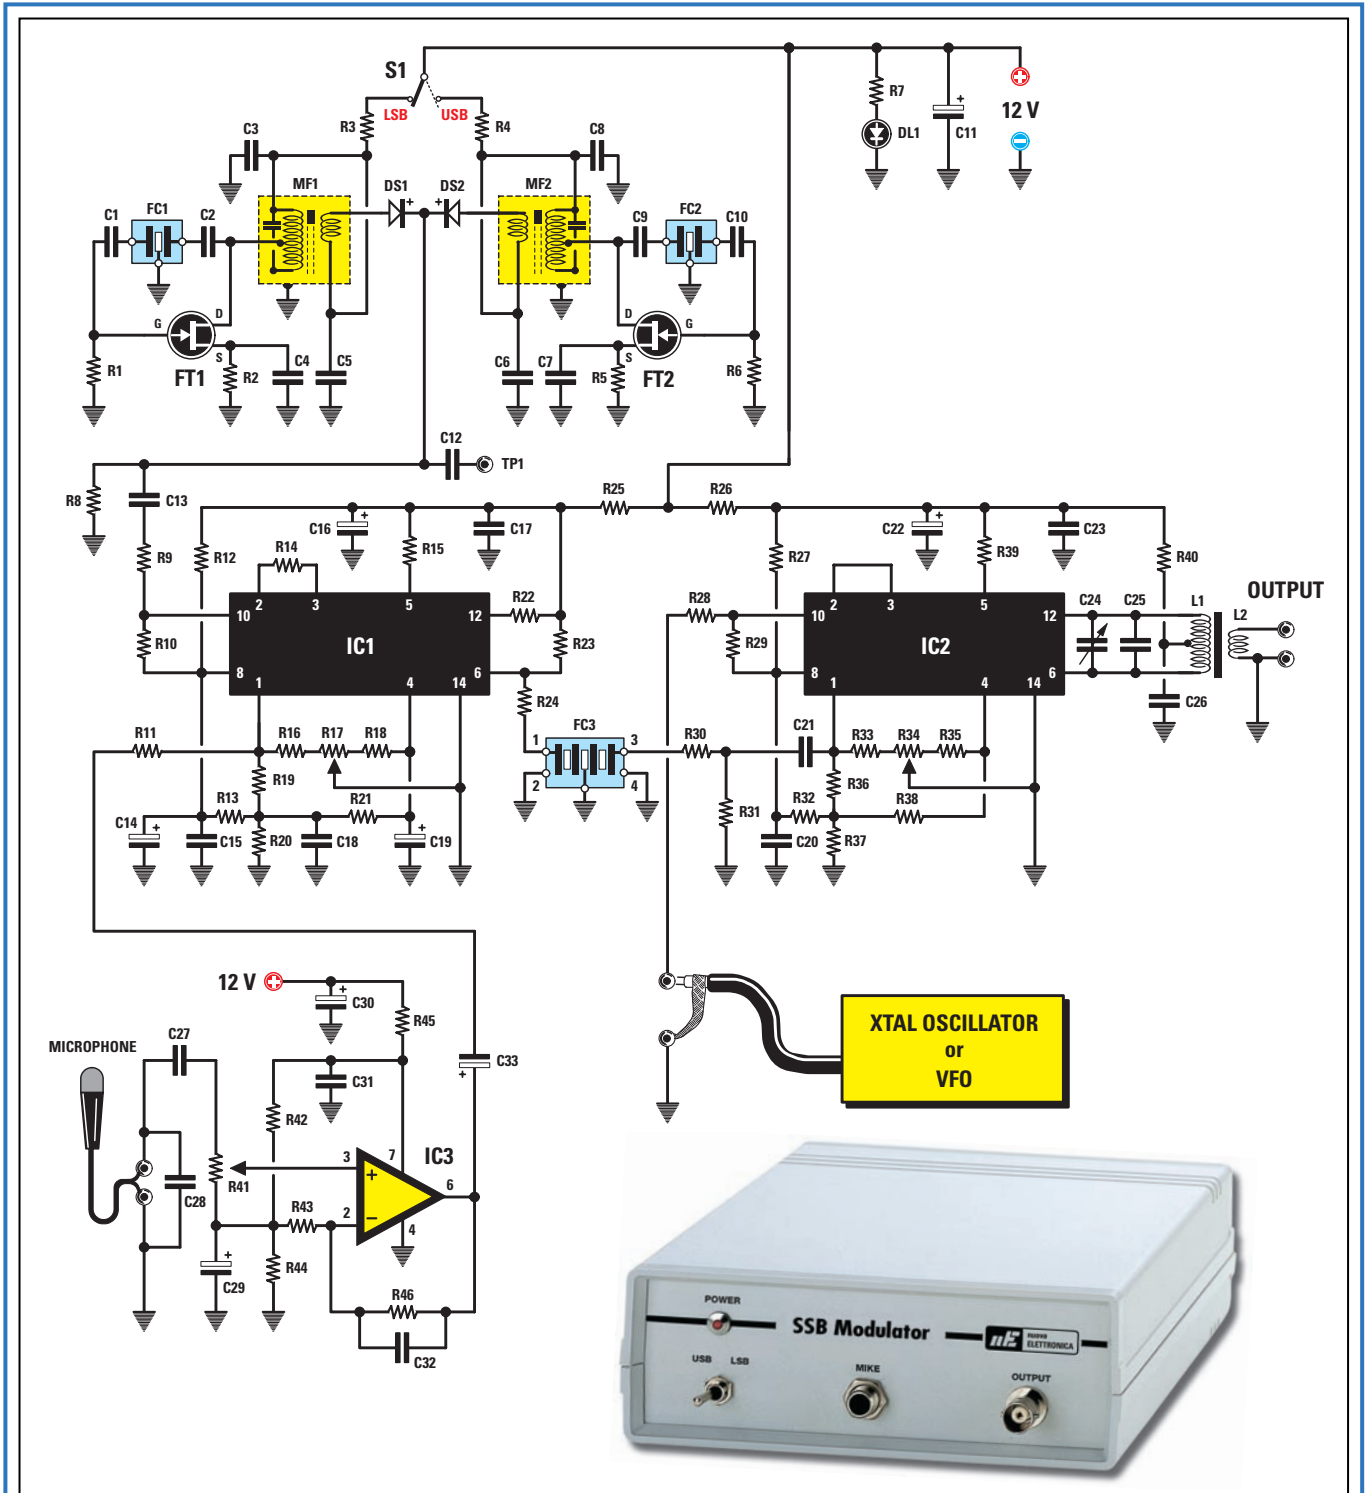 S1
LSB
USB
R3
R4
R7
DL1
C11
12 V
C3
C8
MF1
DS1
DS2
MF2
C1
FC1
C2
C9
FC2
C10
G
D
S
R1
FT1
R2
C4
C5
C6
C7
R5
D
G
S
FT2
R6
C12
TP1
R8
C13
R25
R26
C16
C17
C22
C23
R9
R12
R14
R15
R27
R39
R40
2
3
5
R22
R28
2
3
5
C24
C25
L1
L2
OUTPUT
10
12
10
12
R10
IC1
R23
R29
IC2
8
1
4
14
6
8
1
4
14
6
R24
C26
R11
R16
R17
R18
FC3
1
3
2
4
R30
C21
R33
R34
R35
R19
R36
R13
R21
R31
R32
R38
C14
C15
R20
C18
C19
C20
R37
12 V
C30
R45
C33
XTAL OSCILLATOR
or
VFO
MICROPHONE
C27
C31
R42
3
7
IC3
+
6
R41
C28
R43
2
−
4
C29
R44
R46
C32
POWER
SSB Modulator
nE
nuova
ELETTRONICA
USB
LSB
MIKE
OUTPUT